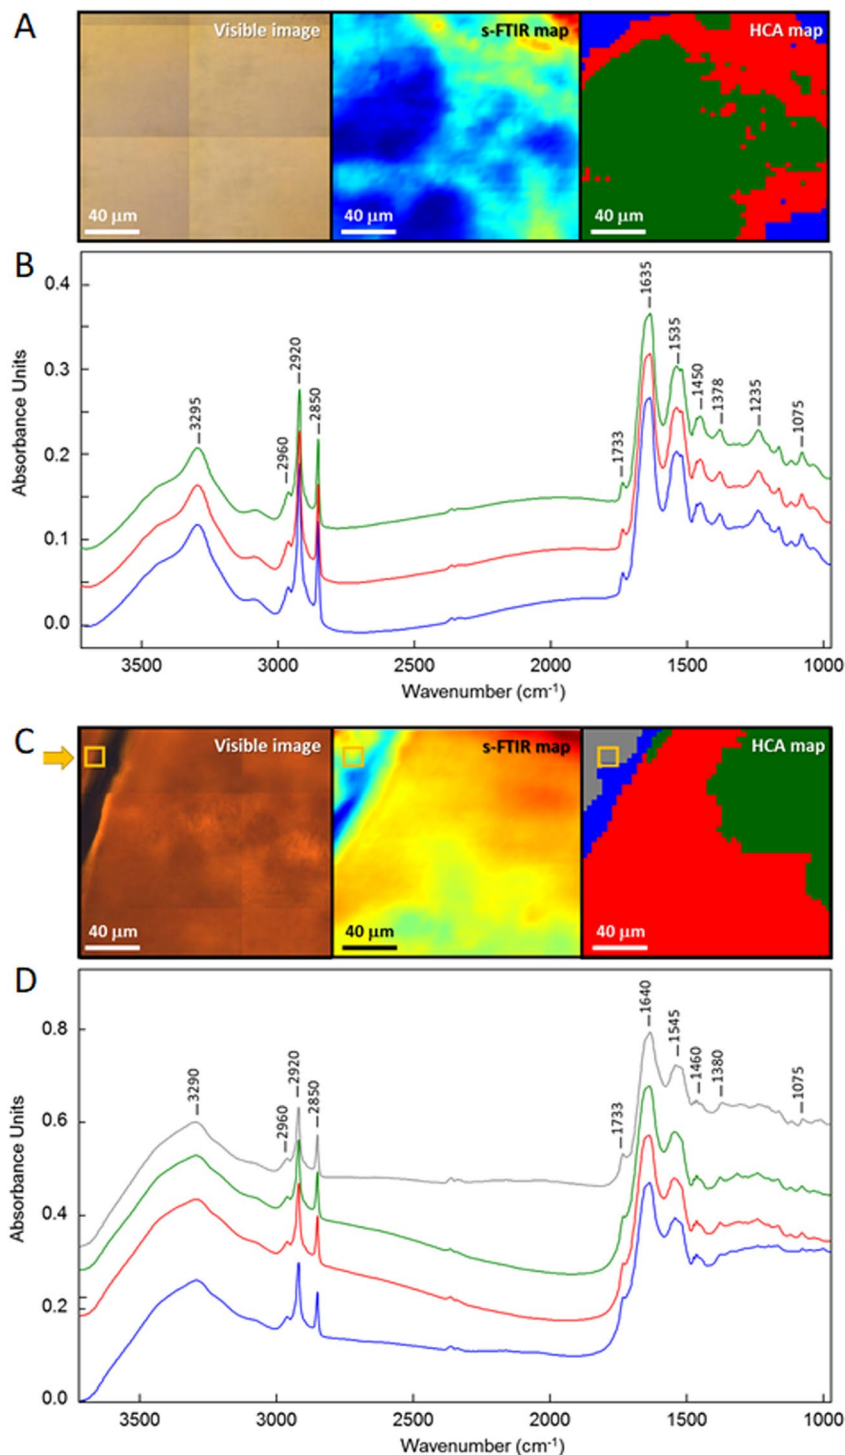 A
Visible image
s-FTIR map
HCA map
40 μm
40 μm
40 μm
B
Absorbance Units
0.4
0.3
0.2
0.1
0.0
3295
2960
2920
2850
1733
1635
1535
1450
1378
1235
1075
3500 3000 2500 2000 1500 1000
Wavenumber (cm⁻¹)
C
Visible image
s-FTIR map
HCA map
40 μm
40 μm
40 μm
D
Absorbance Units
0.8
0.6
0.4
0.2
0.0
3290
2960
2920
2850
1733
1640
1545
1460
1380
1075
3500 3000 2500 2000 1500 1000
Wavenumber (cm⁻¹)